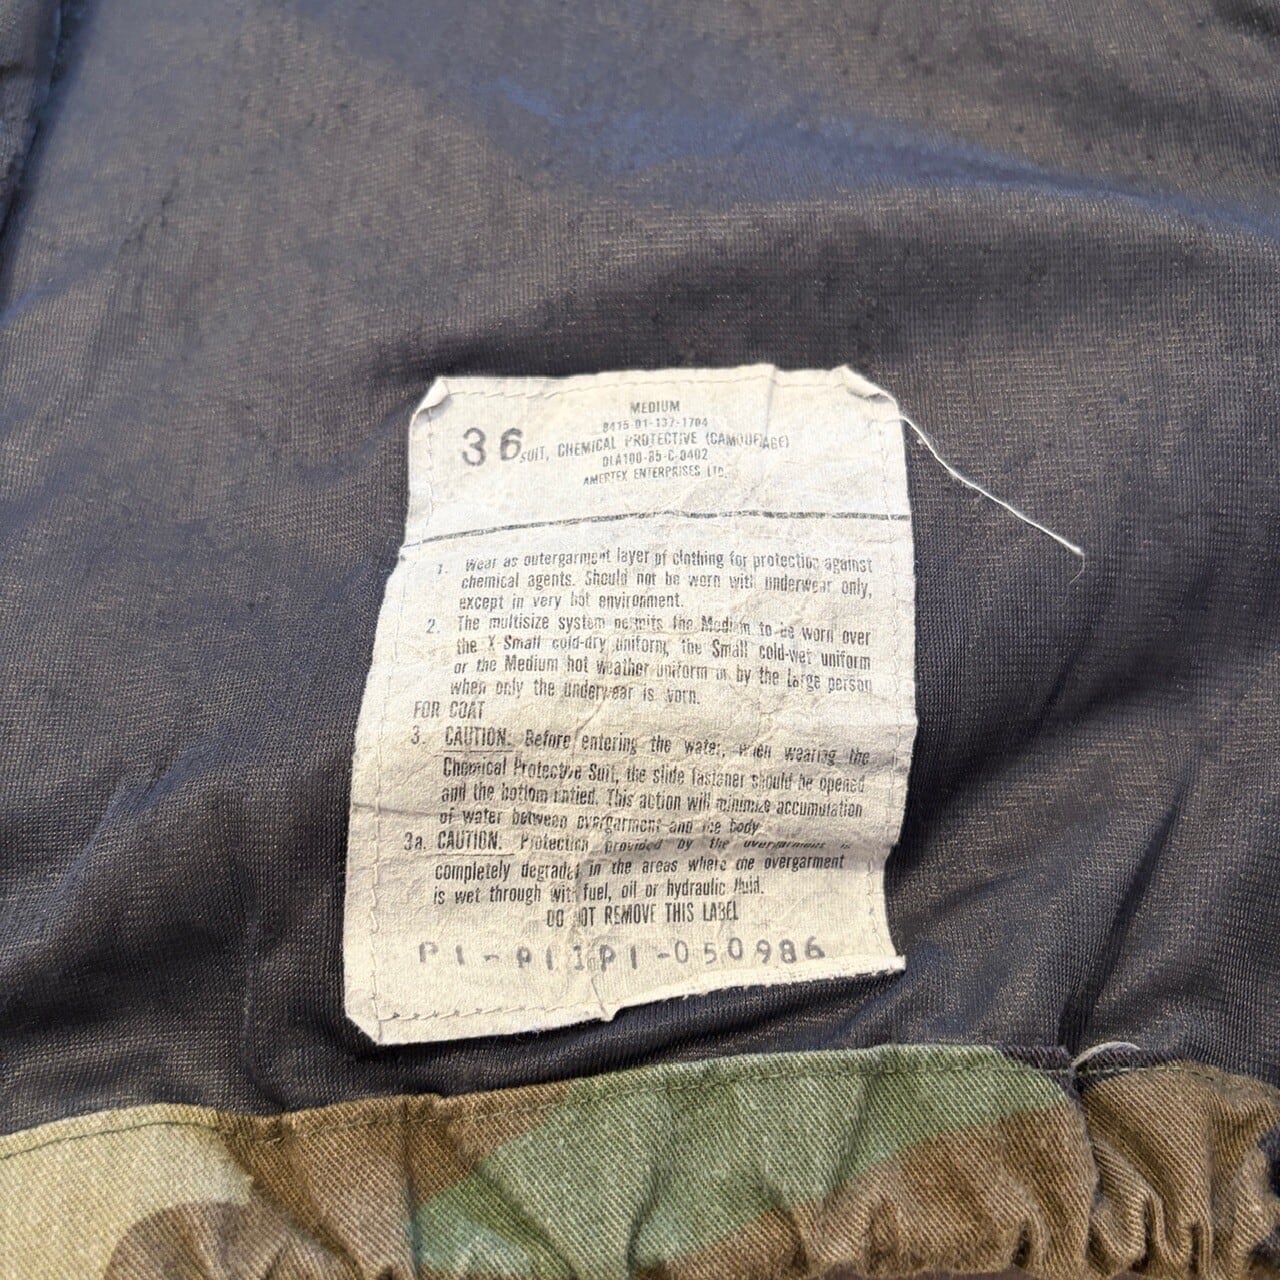 MEDIUM
8415-01-137-1704
36
SUIT, CHEMICAL PROTECTIVE (CAMOUFLAGE)
DLA100-85-C-0402
AMERTEX ENTERPRISES LTD.
1. Wear as outergarment layer of clothing for protection against
chemical agents. Should not be worn with underwear only,
except in very hot environment.
2. The multisize system permits the Medium to be worn over
the X-Small cold-dry uniform, the Small cold-wet uniform
or the Medium hot weather uniform or by the Large person
when only the underwear is worn.
FOR COAT
3. CAUTION: Before entering the water, when wearing the
Chemical Protective Suit, the slide fastener should be opened
and the bottom untied. This action will minimize accumulation
of water between overgarment and the body
3a. CAUTION: Protection provided by the overgarment is
completely degraded in the areas where the overgarment
is wet through with fuel, oil or hydraulic fluid.
DO NOT REMOVE THIS LABEL
P1-P11P1-050986